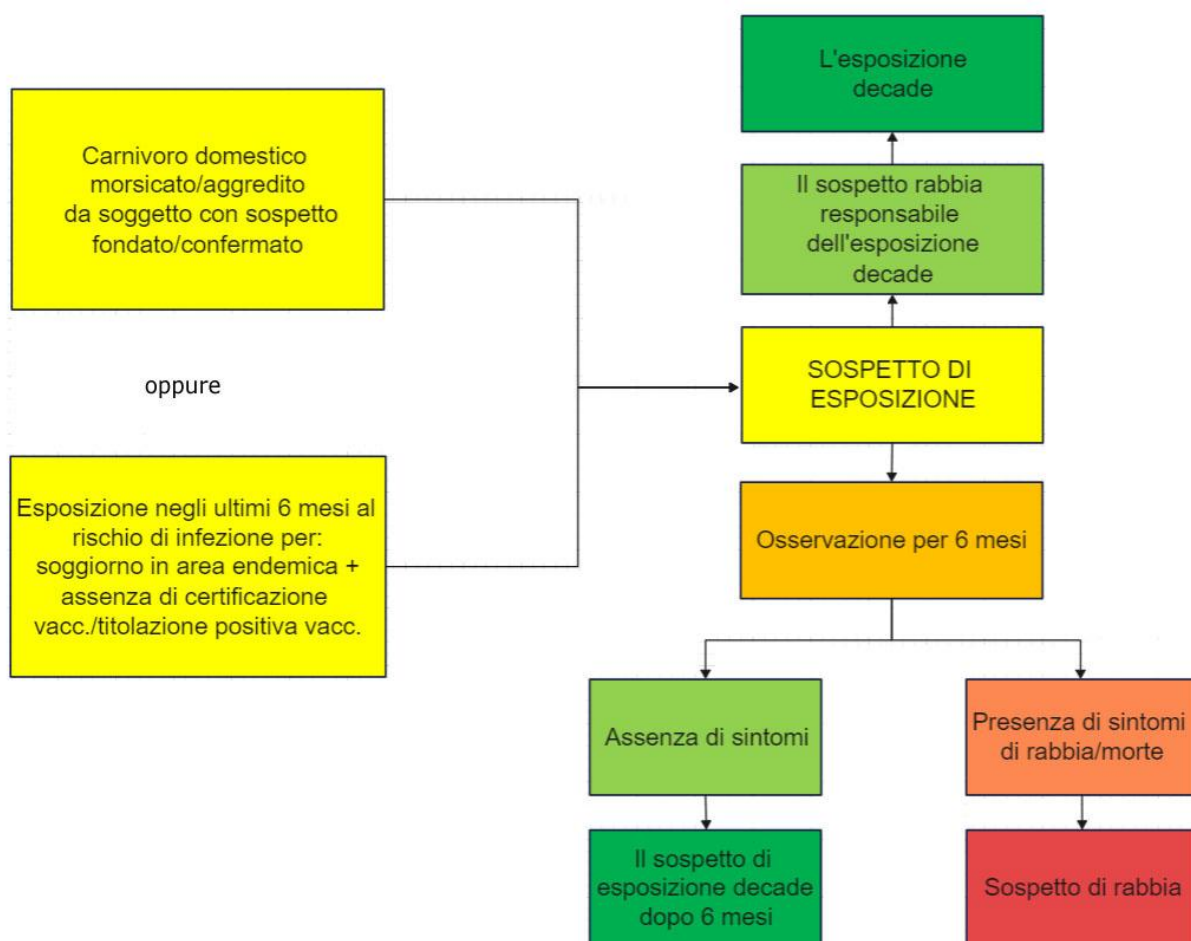 L'esposizione
decade
Carnivoro domestico
morsicato/aggredito
da soggetto con sospetto
fondato/confermato
Il sospetto rabbia
responsabile
dell'esposizione
decade
oppure
SOSPETTO DI
ESPOSIZIONE
Esposizione negli ultimi 6 mesi al
rischio di infezione per:
soggiorno in area endemica +
assenza di certificazione
vacc./titolazione positiva vacc.
Osservazione per 6 mesi
Assenza di sintomi
Presenza di sintomi
di rabbia/morte
Il sospetto di
esposizione decade
dopo 6 mesi
Sospetto di rabbia